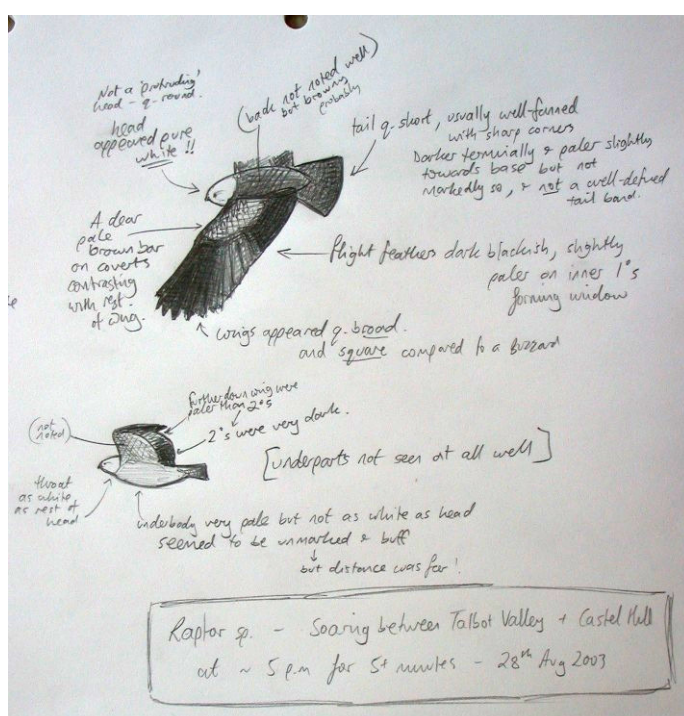 Not a 'protruding'
head - q. round.
head
appeared pure
white !!
(back not noted well)
but browny
probably
tail q. short, usually well-fanned
with sharp corners
Darker terminally & paler slightly
towards base but not
markedly so, & not a well-defined
tail band.
A clear
pale
brown bar
on coverts
contrasting
with rest
of wing.
flight feathers dark blackish, slightly
paler on inner 1°s
forming window
wings appeared q. broad
and square compared to a Buzzard
further down wing were
paler than 2°s
2°s were very dark.
(not
noted)
[underparts not seen at all well]
throat
as white
as rest of
head
underbody very pale but not as white as head
seemed to be unmarked & buff
but distance was far !
Raptor sp. - Soaring between Talbot Valley + Castel Hill
at ~ 5 p.m for 5+ minutes - 28th Aug 2003